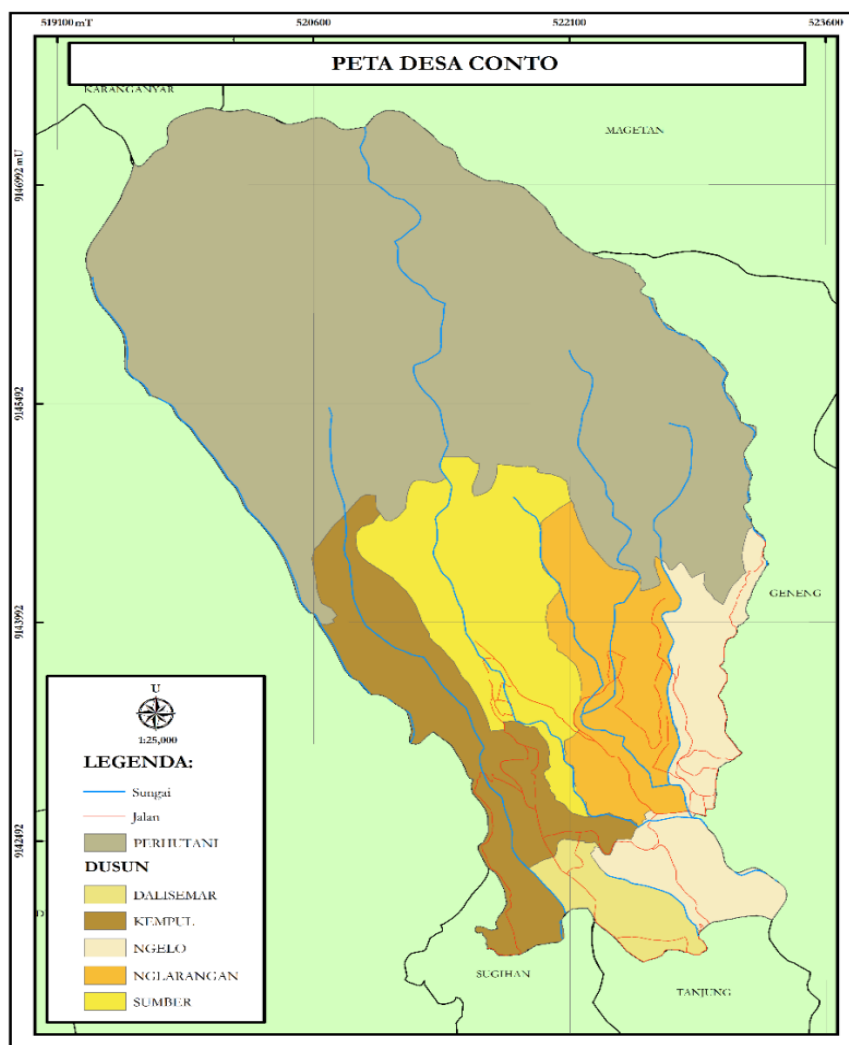 519100 mT
520600
522100
523600
PETA DESA CONTO
KARANGANYAR
MAGETAN
9146992 mU
9145492
GENENG
9143992
U
1:25,000
LEGENDA:
Sungai
Jalan
PERHUTANI
9142492
DUSUN
DALISEMAR
KEMPUL
NGELO
NGLARANGAN
SUMBER
SUGIHAN
TANJUNG